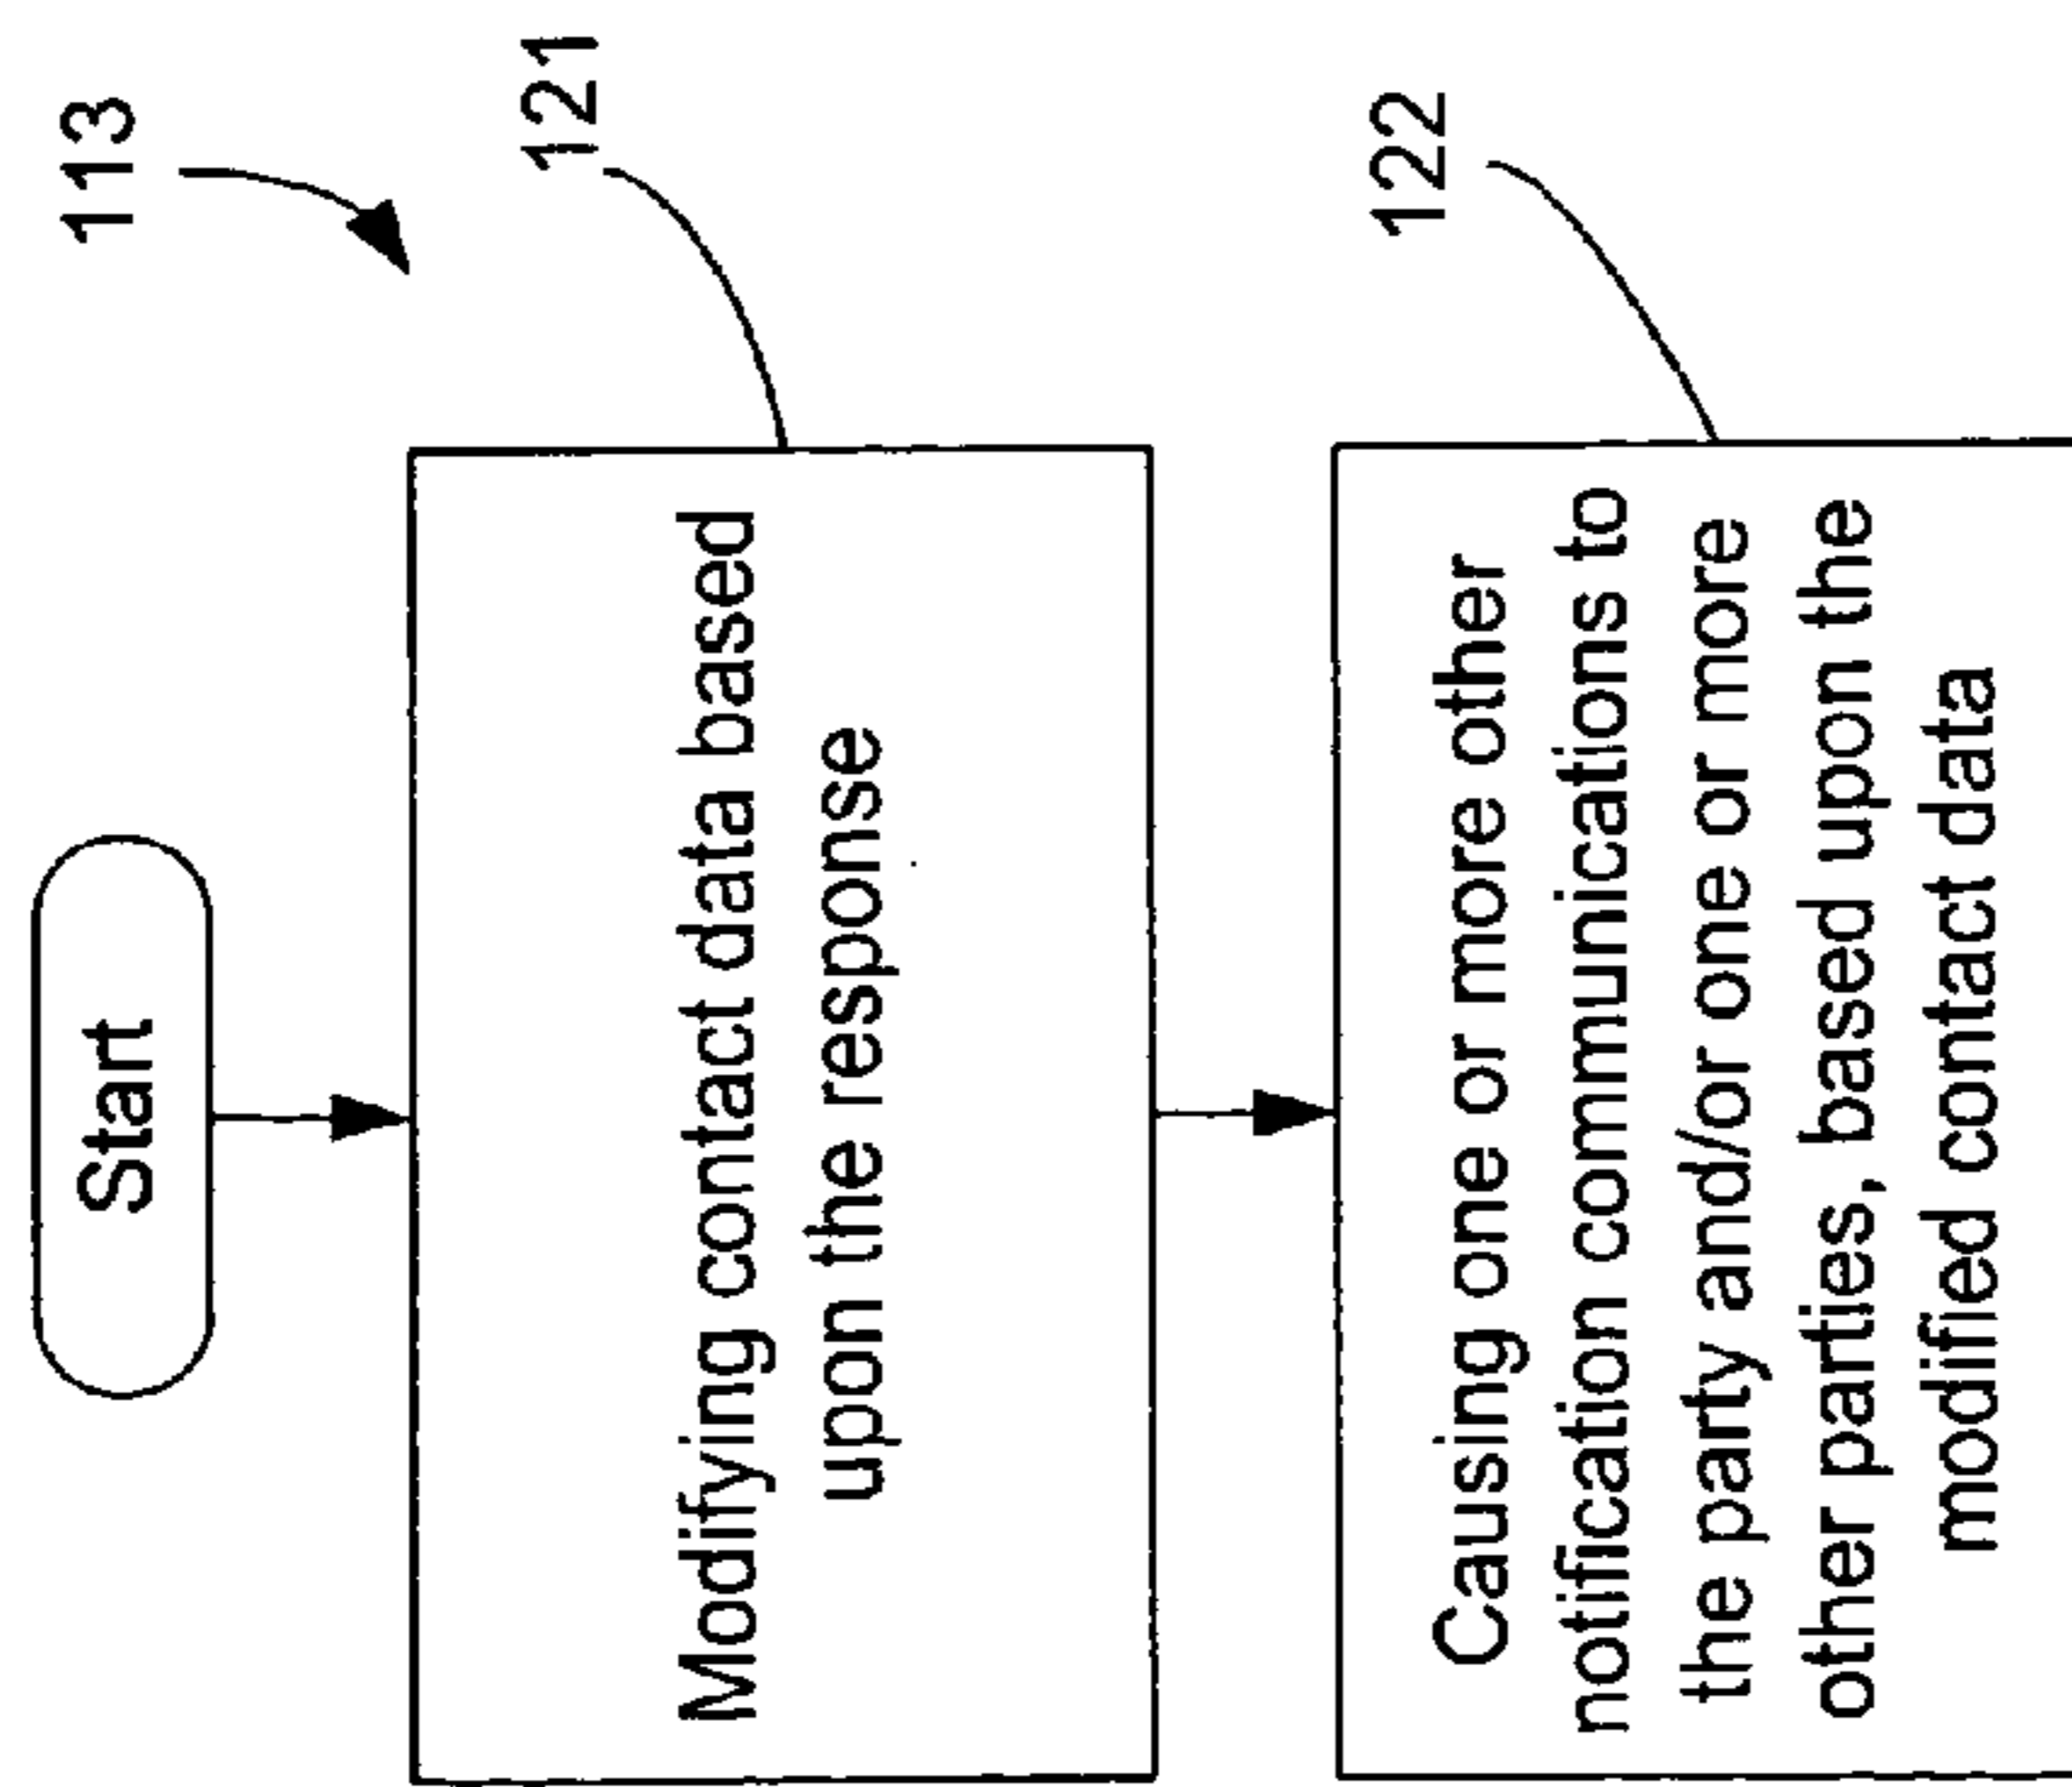 113
Start
121
Modifying contact data based
upon the response
122
Causing one or more other
notification communications to
the party and/or one or more
other parties, based upon the
modified contact data